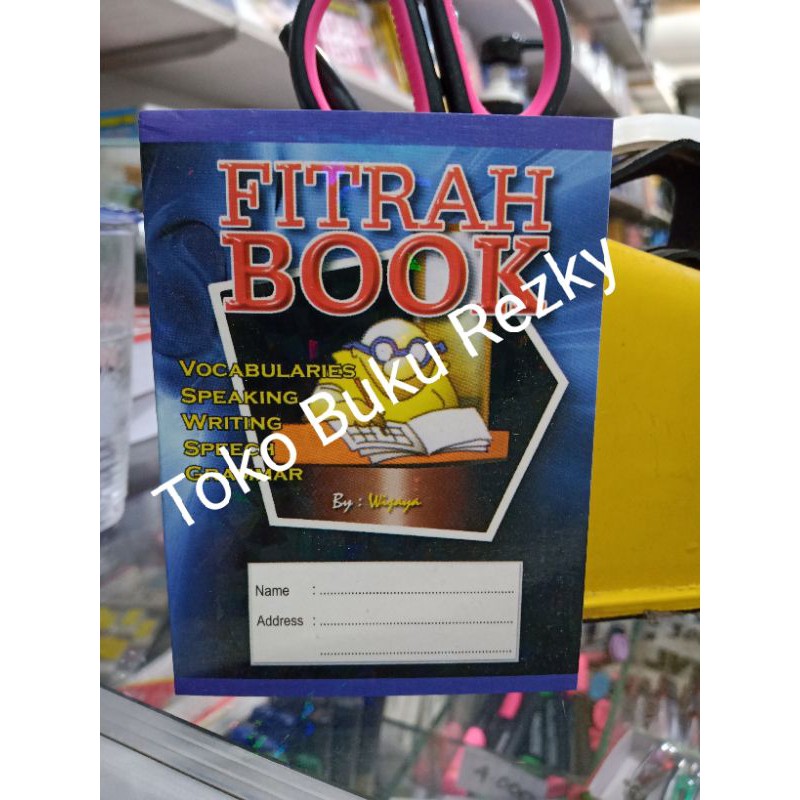 FITRAH
BOOK
VOCABULARIES
SPEAKING
WRITING
SPEECH
GRAMMAR
By : Wijaya
Toko Buku Rezky
Name : ..........................................................
Address : ..........................................................
: ..........................................................